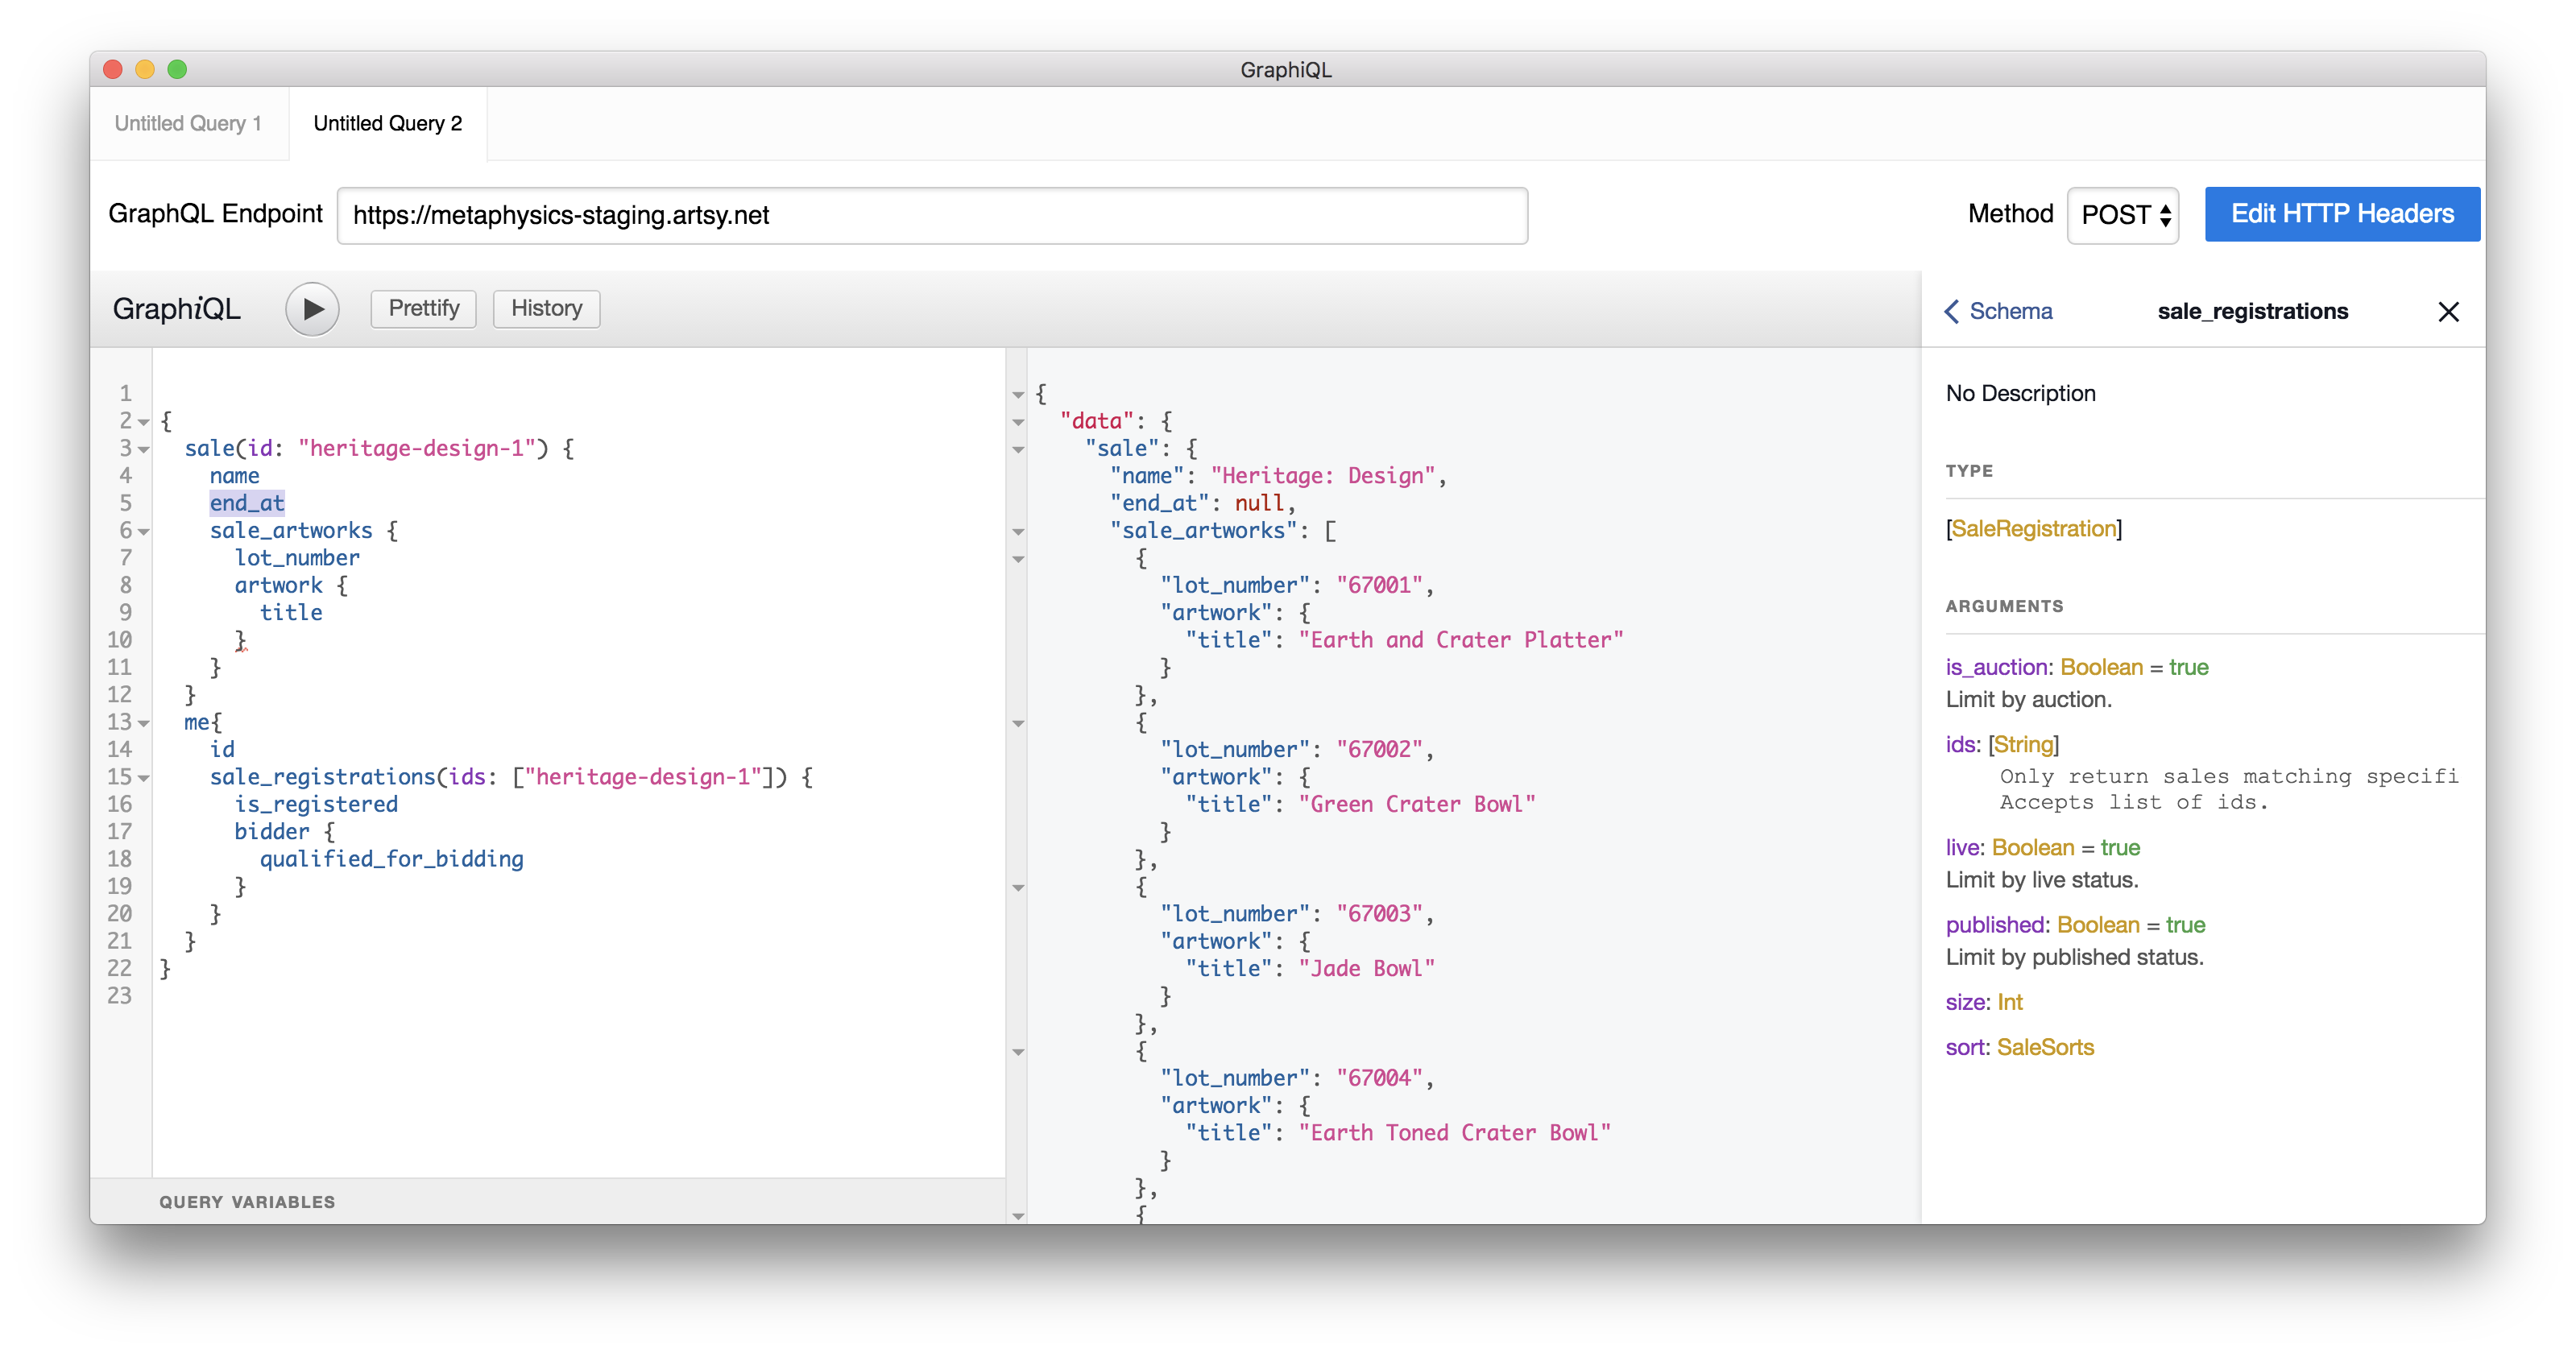 GraphiQL
Untitled Query 1
Untitled Query 2
GraphQL Endpoint
https://metaphysics-staging.artsy.net
Method
POST
Edit HTTP Headers
GraphiQL
Prettify
History
1
2 {
3 sale(id: "heritage-design-1") {
4 name
5 end_at
6 sale_artworks {
7 lot_number
8 artwork {
9 title
10 }
11 }
12 }
13 me{
14 id
15 sale_registrations(ids: ["heritage-design-1"]) {
16 is_registered
17 bidder {
18 qualified_for_bidding
19 }
20 }
21 }
22 }
23
QUERY VARIABLES
{
"data": {
"sale": {
"name": "Heritage: Design",
"end_at": null,
"sale_artworks": [
{
"lot_number": "67001",
"artwork": {
"title": "Earth and Crater Platter"
}
},
{
"lot_number": "67002",
"artwork": {
"title": "Green Crater Bowl"
}
},
{
"lot_number": "67003",
"artwork": {
"title": "Jade Bowl"
}
},
{
"lot_number": "67004",
"artwork": {
"title": "Earth Toned Crater Bowl"
}
},
{
Schema
sale_registrations
No Description
TYPE
[SaleRegistration]
ARGUMENTS
is_auction: Boolean = true
Limit by auction.
ids: [String]
Only return sales matching specifi
Accepts list of ids.
live: Boolean = true
Limit by live status.
published: Boolean = true
Limit by published status.
size: Int
sort: SaleSorts